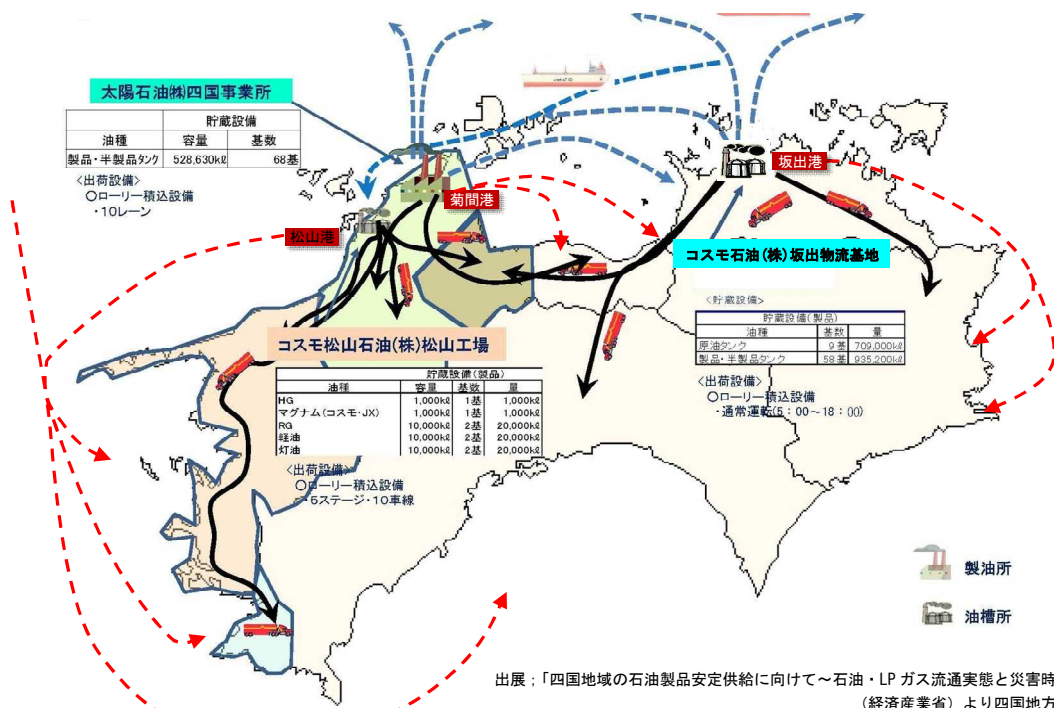 太陽石油㈱四国事業所
貯蔵設備
油種 容量 基数
製品・半製品タンク 528,630kℓ 68基
<出荷設備>
○ローリー積込設備
・10レーン
菊間港
松山港
坂出港
コスモ石油(株)坂出物流基地
<貯蔵設備>
貯蔵設備(製品)
油種 基数 量
原油タンク 9基 709,000kℓ
製品・半製品タンク 58基 935,200kℓ
<出荷設備>
○ローリー積込設備
・通常運転(5:00~18:00)
コスモ松山石油(株)松山工場
貯蔵設備(製品)
油種 容量 基数 量
HG 1,000kℓ 1基 1,000kℓ
マグナム(コスモ・JX) 1,000kℓ 1基 1,000kℓ
RG 10,000kℓ 2基 20,000kℓ
軽油 10,000kℓ 2基 20,000kℓ
灯油 10,000kℓ 2基 20,000kℓ
<出荷設備>
○ローリー積込設備
・5ステージ・10車線
製油所
油槽所
出展;「四国地域の石油製品安定供給に向けて~石油・LPガス流通実態と災害時
(経済産業省)より四国地方